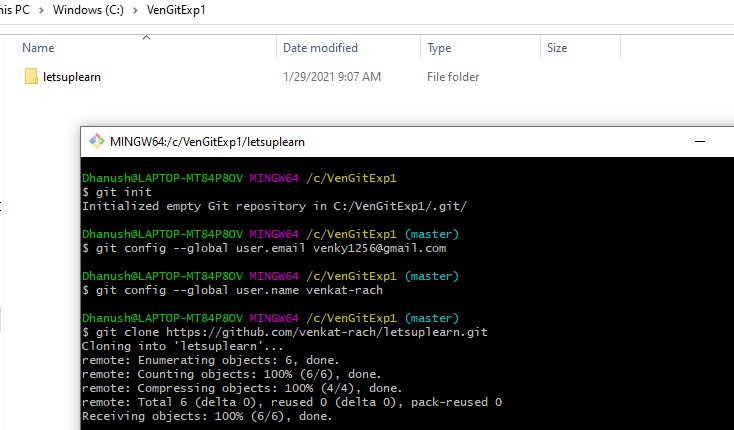 his PC > Windows (C:) > VenGitExp1
Name Date modified Type Size
letsuplearn 1/29/2021 9:07 AM File folder
MINGW64:/c/VenGitExp1/letsuplearn
Dhanush@LAPTOP-MT84P8OV MINGW64 /c/VenGitExp1
$ git init
Initialized empty Git repository in C:/VenGitExp1/.git/
Dhanush@LAPTOP-MT84P8OV MINGW64 /c/VenGitExp1 (master)
$ git config --global user.email venky1256@gmail.com
Dhanush@LAPTOP-MT84P8OV MINGW64 /c/VenGitExp1 (master)
$ git config --global user.name venkat-rach
Dhanush@LAPTOP-MT84P8OV MINGW64 /c/VenGitExp1 (master)
$ git clone https://github.com/venkat-rach/letsuplearn.git
Cloning into 'letsuplearn'...
remote: Enumerating objects: 6, done.
remote: Counting objects: 100% (6/6), done.
remote: Compressing objects: 100% (4/4), done.
remote: Total 6 (delta 0), reused 0 (delta 0), pack-reused 0
Receiving objects: 100% (6/6), done.